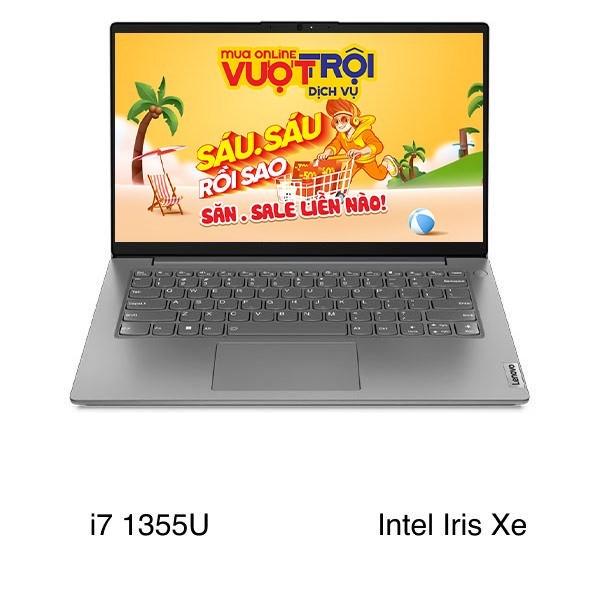 MUA ONLINE
VƯỢT TRỘI
DỊCH VỤ
SÁU.SÁU
RỒI SAO
SĂN . SALE LIỀN NÀO!
Lenovo
i7 1355U
Intel Iris Xe